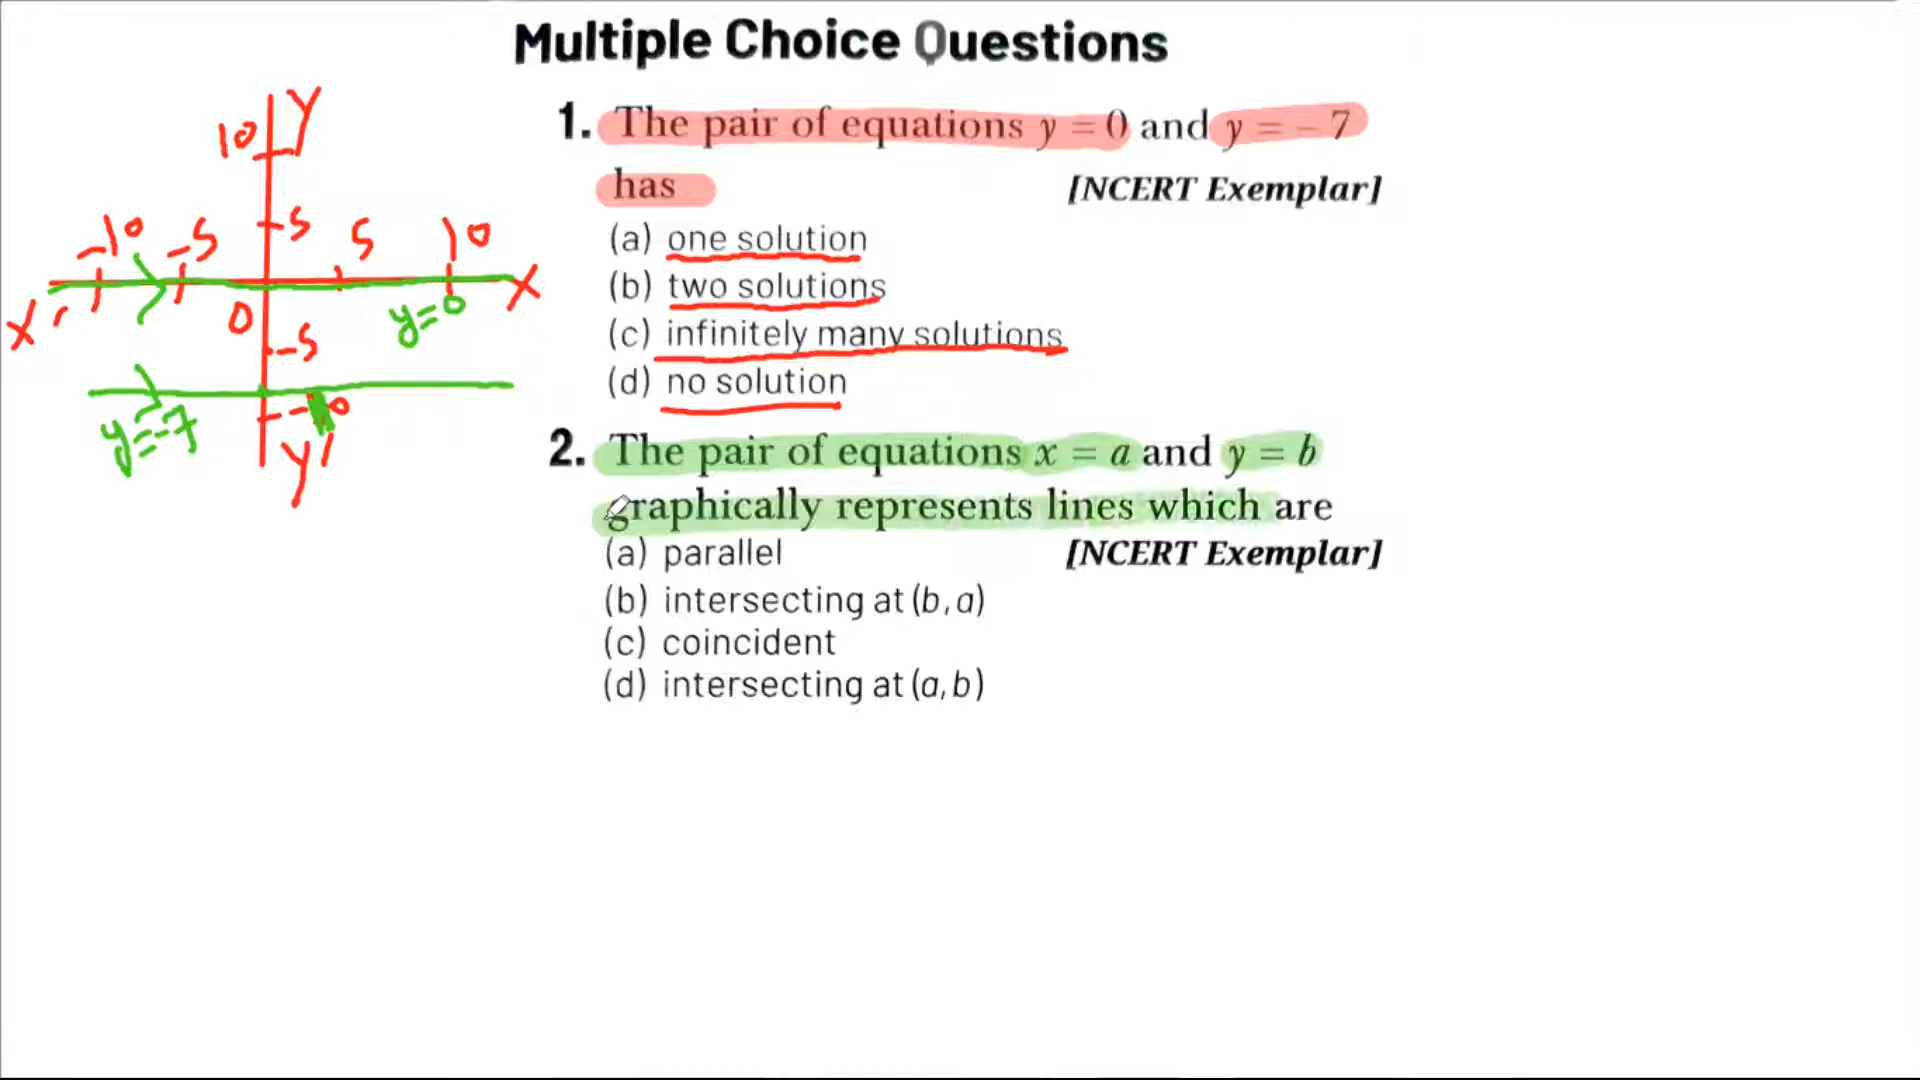 Multiple Choice Questions
1. The pair of equations y = 0 and y = – 7
has [NCERT Exemplar]
(a) one solution
(b) two solutions
(c) infinitely many solutions
(d) no solution
2. The pair of equations x = a and y = b
graphically represents lines which are
(a) parallel [NCERT Exemplar]
(b) intersecting at (b, a)
(c) coincident
(d) intersecting at (a, b)
Y
10
5
-10 -5 5 10
X' 0 X
y=0
-5
y=-7
Y'